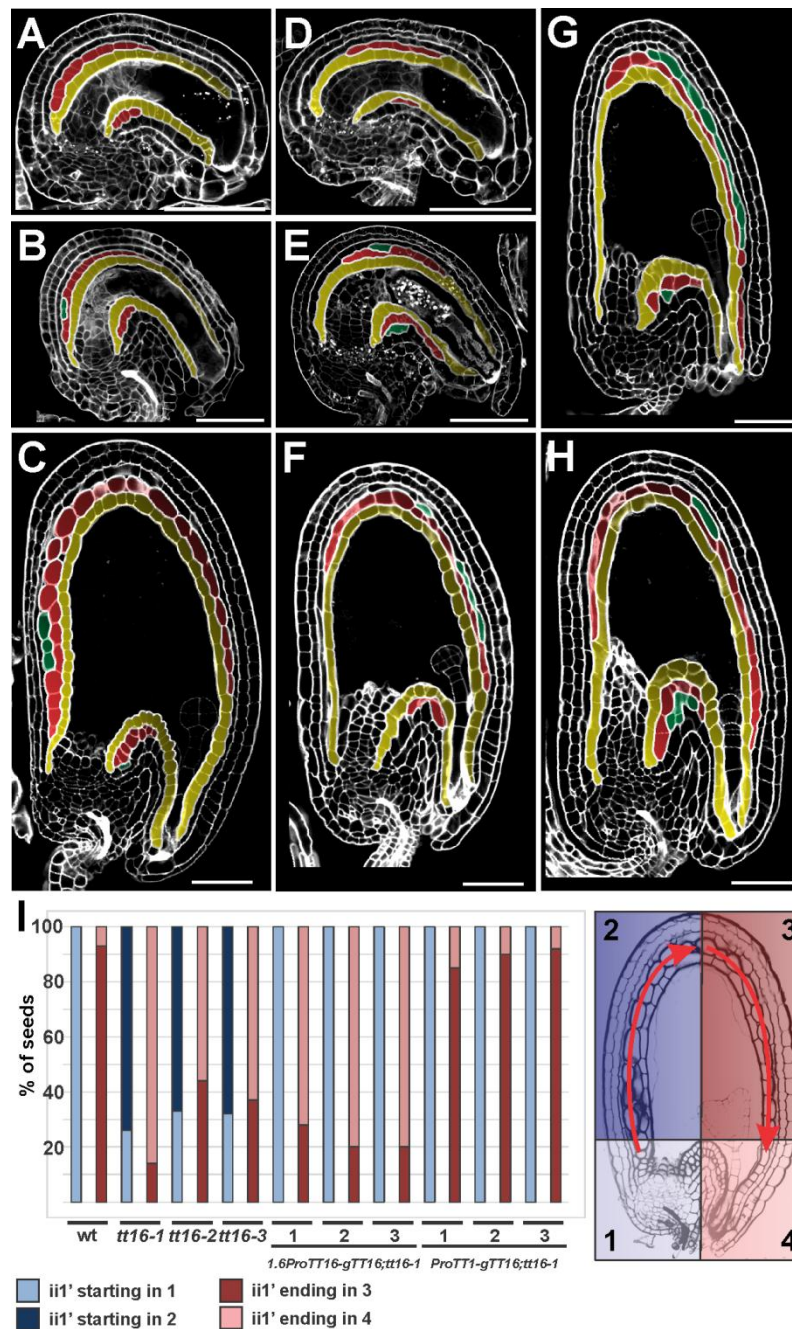 A
D
G
B
E
C
F
H
I
100
80
60
40
20
% of seeds
wt
tt16-1
tt16-2
tt16-3
1
2
3
1
2
3
1.6ProTT16-gTT16;tt16-1
ProTT1-gTT16;tt16-1
2
3
1
4
ii1' starting in 1
ii1' ending in 3
ii1' starting in 2
ii1' ending in 4